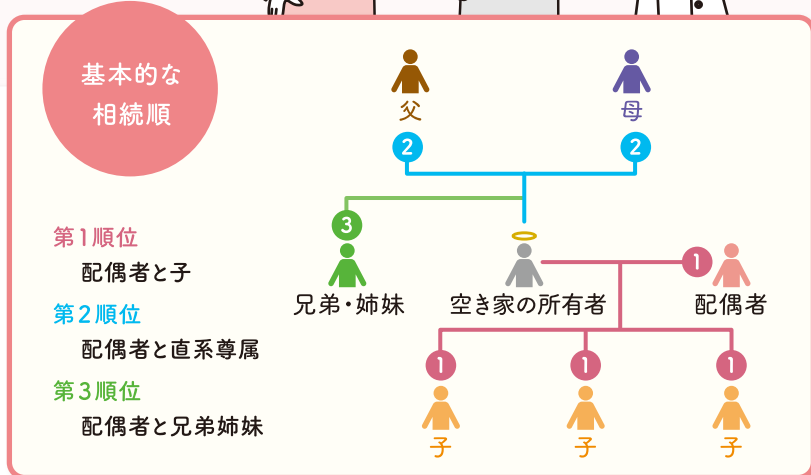 基本的な
相続順
父
母
2
2
3
1
第1順位
配偶者と子
兄弟・姉妹
空き家の所有者
配偶者
第2順位
配偶者と直系尊属
1
1
1
第3順位
配偶者と兄弟姉妹
子
子
子